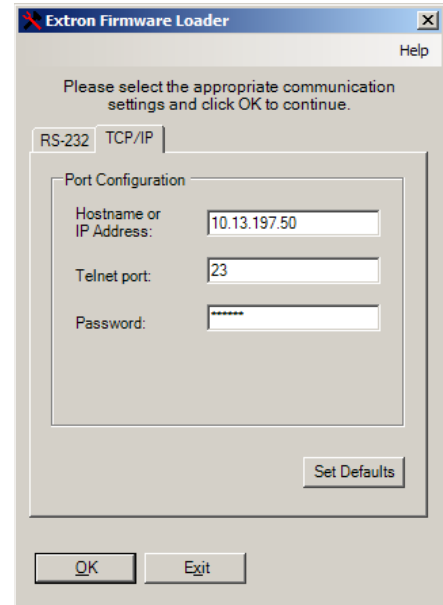 Extron Firmware Loader
Help
Please select the appropriate communication
settings and click OK to continue.
RS-232 TCP/IP
Port Configuration
Hostname or
IP Address:
10.13.197.50
Telnet port:
23
Password:
******
Set Defaults
OK Exit